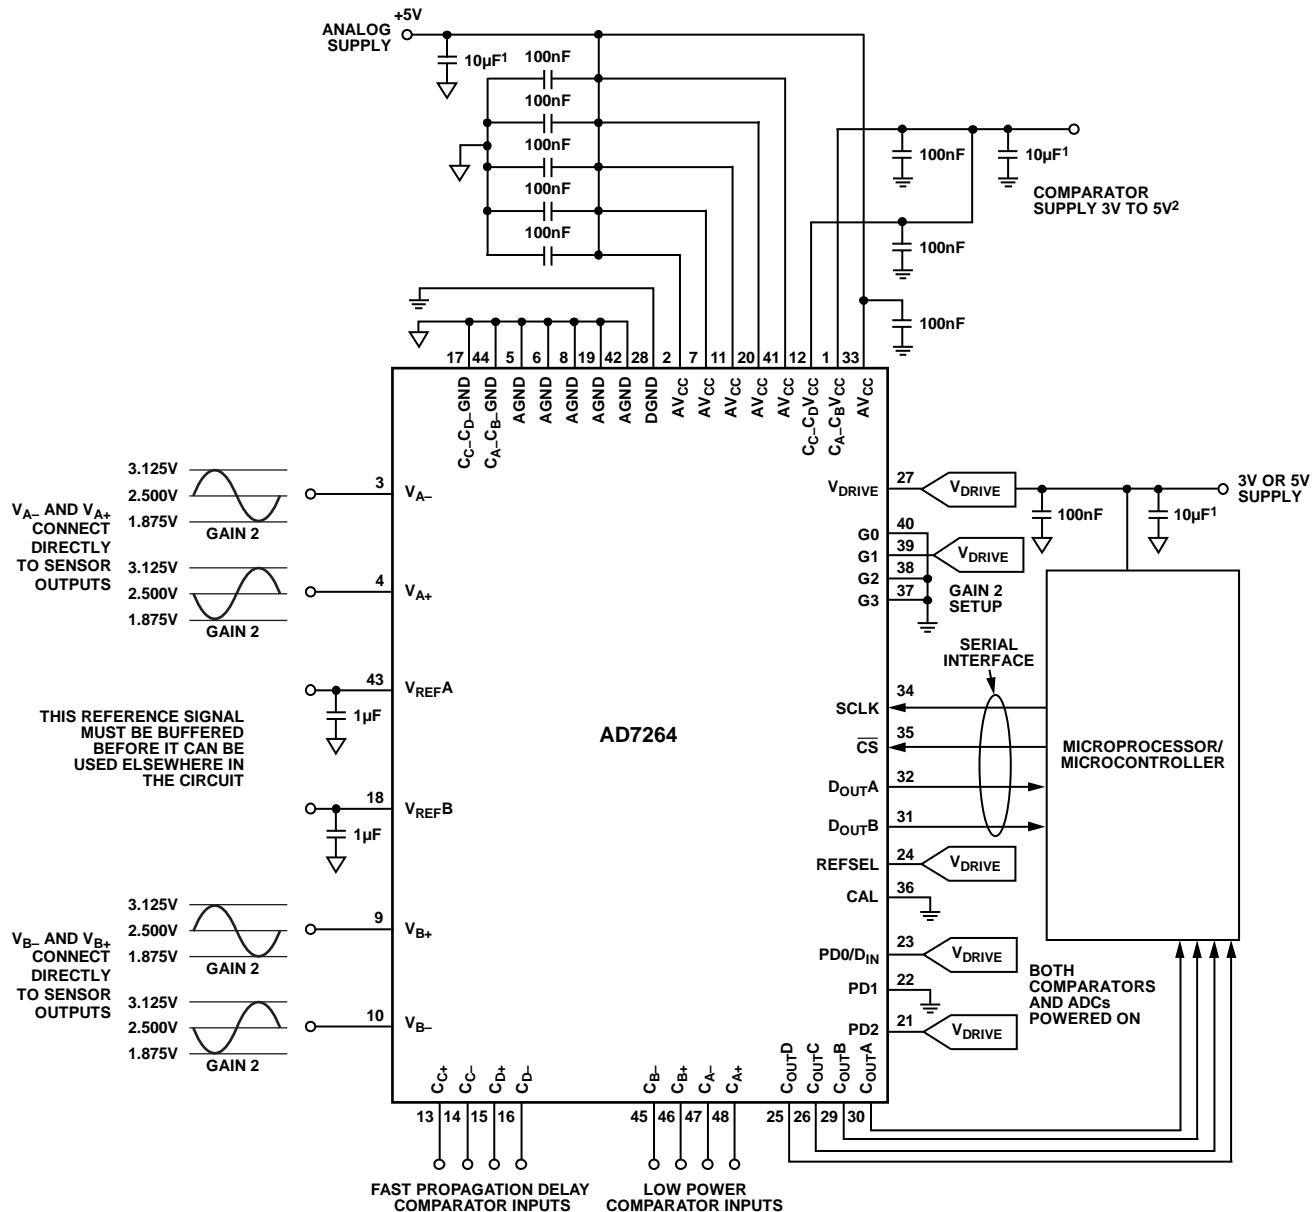 +5V
ANALOG
SUPPLY
10µF1
100nF
100nF
100nF
100nF
100nF
100nF
10µF1
COMPARATOR
SUPPLY 3V TO 5V2
100nF
100nF
17 44 5 6 8 19 42 28 2 7 11 20 41 12 1 33
CC_CD_GND
CA_CB_GND
AGND
AGND
AGND
AGND
AGND
DGND
AVCC
AVCC
AVCC
AVCC
AVCC
CC_CDVCC
CA_CBVCC
AVCC
VA– AND VA+
CONNECT
DIRECTLY
TO SENSOR
OUTPUTS
3.125V
2.500V
1.875V
GAIN 2
3
VA–
3.125V
2.500V
1.875V
GAIN 2
4
VA+
43
VREFA
1µF
THIS REFERENCE SIGNAL
MUST BE BUFFERED
BEFORE IT CAN BE
USED ELSEWHERE IN
THE CIRCUIT
18
VREFB
1µF
AD7264
VB– AND VB+
CONNECT
DIRECTLY
TO SENSOR
OUTPUTS
3.125V
2.500V
1.875V
GAIN 2
9
VB+
3.125V
2.500V
1.875V
GAIN 2
10
VB–
VDRIVE
27
VDRIVE
3V OR 5V
SUPPLY
100nF
10µF1
G0
40
G1
39
VDRIVE
G2
38
G3
37
GAIN 2
SETUP
SERIAL
INTERFACE
SCLK
34
CS
35
DOUTA
32
DOUTB
31
MICROPROCESSOR/
MICROCONTROLLER
REFSEL
24
VDRIVE
CAL
36
PD0/DIN
23
VDRIVE
PD1
22
PD2
21
VDRIVE
BOTH
COMPARATORS
AND ADCs
POWERED ON
CC+
CC–
CD+
CD–
CB–
CB+
CA–
CA+
COUTD
COUTC
COUTB
COUTA
13 14 15 16 45 46 47 48 25 26 29 30
FAST PROPAGATION DELAY
COMPARATOR INPUTS
LOW POWER
COMPARATOR INPUTS